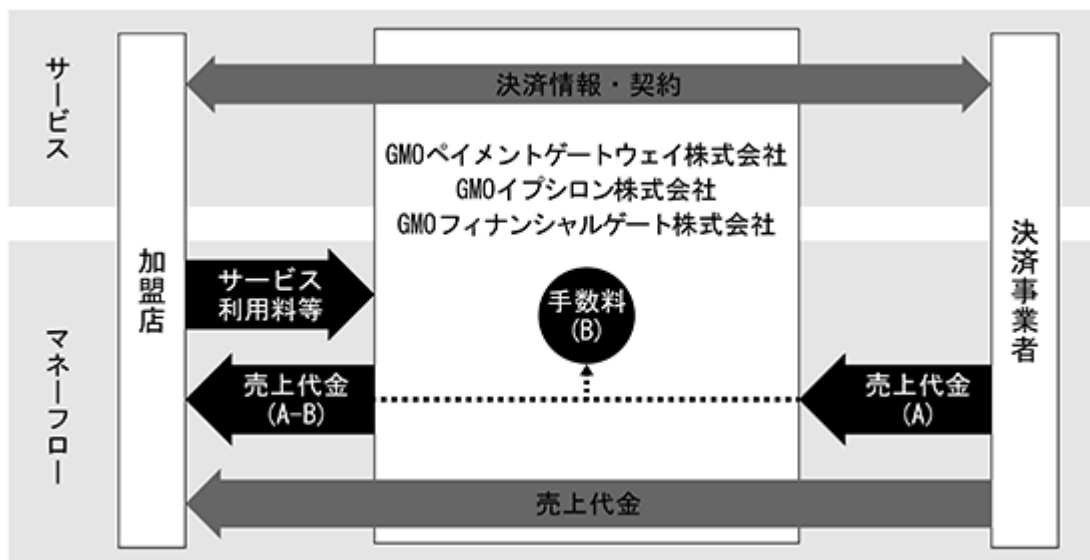 サービス
決済情報・契約
GMOペイメントゲートウェイ株式会社
GMOイプシロン株式会社
GMOフィナンシャルゲート株式会社
加盟店
決済事業者
マネーフロー
サービス
利用料等
手数料
(B)
売上代金
(A-B)
売上代金
(A)
売上代金